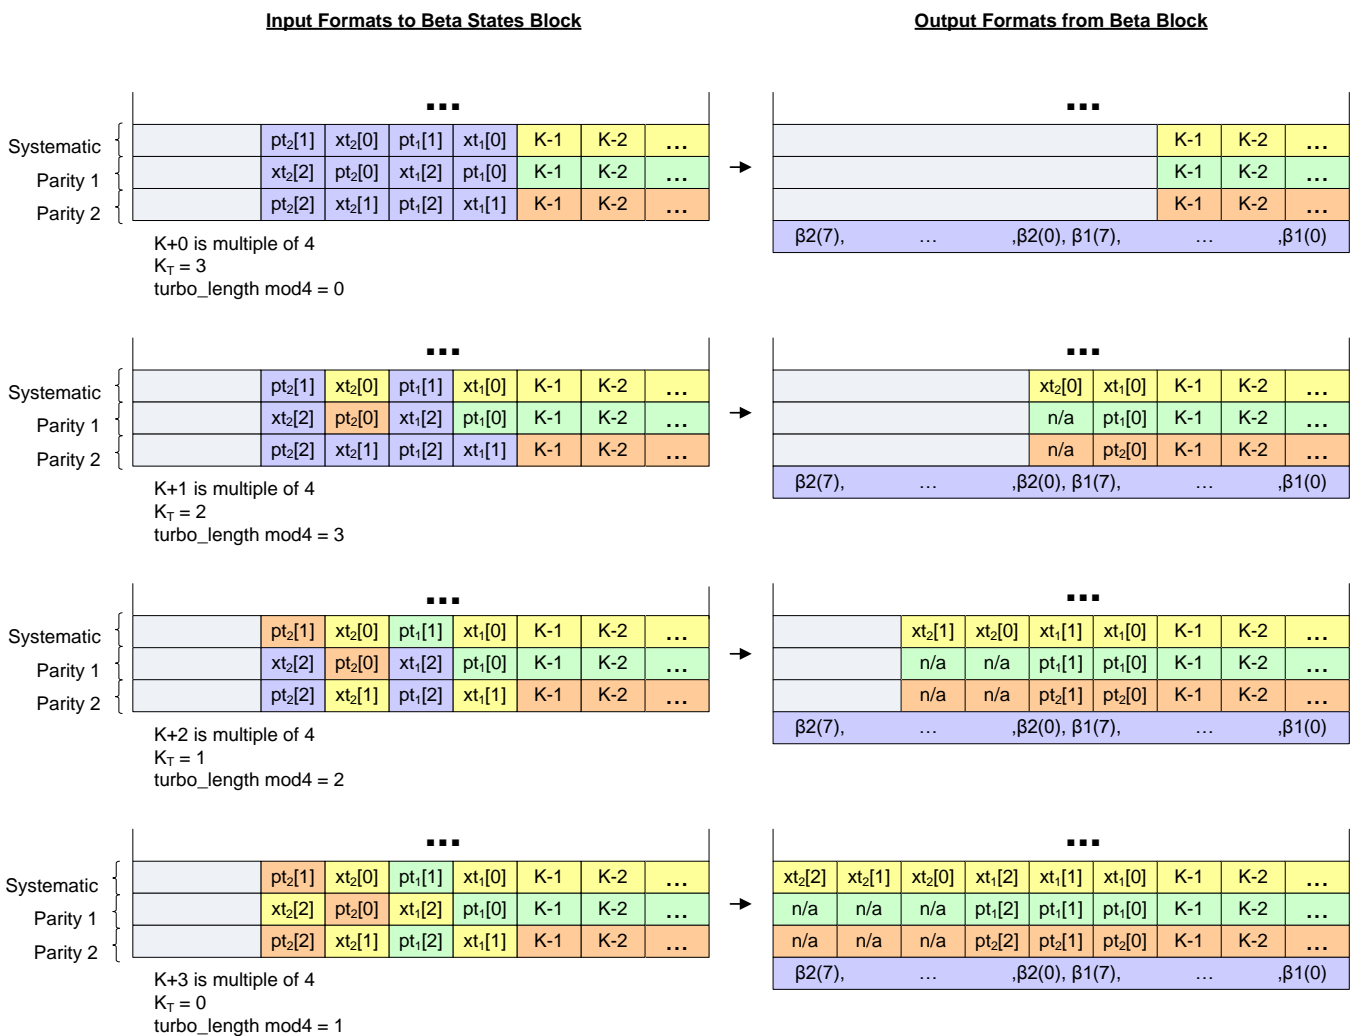 Input Formats to Beta States Block
Output Formats from Beta Block
...
...
Systematic pt₂[1] xt₂[0] pt₁[1] xt₁[0] K-1 K-2 ... K-1 K-2 ...
Parity 1 xt₂[2] pt₂[0] xt₁[2] pt₁[0] K-1 K-2 ... K-1 K-2 ...
Parity 2 pt₂[2] xt₂[1] pt₁[2] xt₁[1] K-1 K-2 ... K-1 K-2 ...
β2(7), ... ,β2(0), β1(7), ... ,β1(0)
K+0 is multiple of 4
K_T = 3
turbo_length mod4 = 0
...
...
Systematic pt₂[1] xt₂[0] pt₁[1] xt₁[0] K-1 K-2 ... xt₂[0] xt₁[0] K-1 K-2 ...
Parity 1 xt₂[2] pt₂[0] xt₁[2] pt₁[0] K-1 K-2 ... n/a pt₁[0] K-1 K-2 ...
Parity 2 pt₂[2] xt₂[1] pt₁[2] xt₁[1] K-1 K-2 ... n/a pt₂[0] K-1 K-2 ...
β2(7), ... ,β2(0), β1(7), ... ,β1(0)
K+1 is multiple of 4
K_T = 2
turbo_length mod4 = 3
...
...
Systematic pt₂[1] xt₂[0] pt₁[1] xt₁[0] K-1 K-2 ... xt₂[1] xt₂[0] xt₁[1] xt₁[0] K-1 K-2 ...
Parity 1 xt₂[2] pt₂[0] xt₁[2] pt₁[0] K-1 K-2 ... n/a n/a pt₁[1] pt₁[0] K-1 K-2 ...
Parity 2 pt₂[2] xt₂[1] pt₁[2] xt₁[1] K-1 K-2 ... n/a n/a pt₂[1] pt₂[0] K-1 K-2 ...
β2(7), ... ,β2(0), β1(7), ... ,β1(0)
K+2 is multiple of 4
K_T = 1
turbo_length mod4 = 2
...
...
Systematic pt₂[1] xt₂[0] pt₁[1] xt₁[0] K-1 K-2 ... xt₂[2] xt₂[1] xt₂[0] xt₁[2] xt₁[1] xt₁[0] K-1 K-2 ...
Parity 1 xt₂[2] pt₂[0] xt₁[2] pt₁[0] K-1 K-2 ... n/a n/a n/a pt₁[2] pt₁[1] pt₁[0] K-1 K-2 ...
Parity 2 pt₂[2] xt₂[1] pt₁[2] xt₁[1] K-1 K-2 ... n/a n/a n/a pt₂[2] pt₂[1] pt₂[0] K-1 K-2 ...
β2(7), ... ,β2(0), β1(7), ... ,β1(0)
K+3 is multiple of 4
K_T = 0
turbo_length mod4 = 1